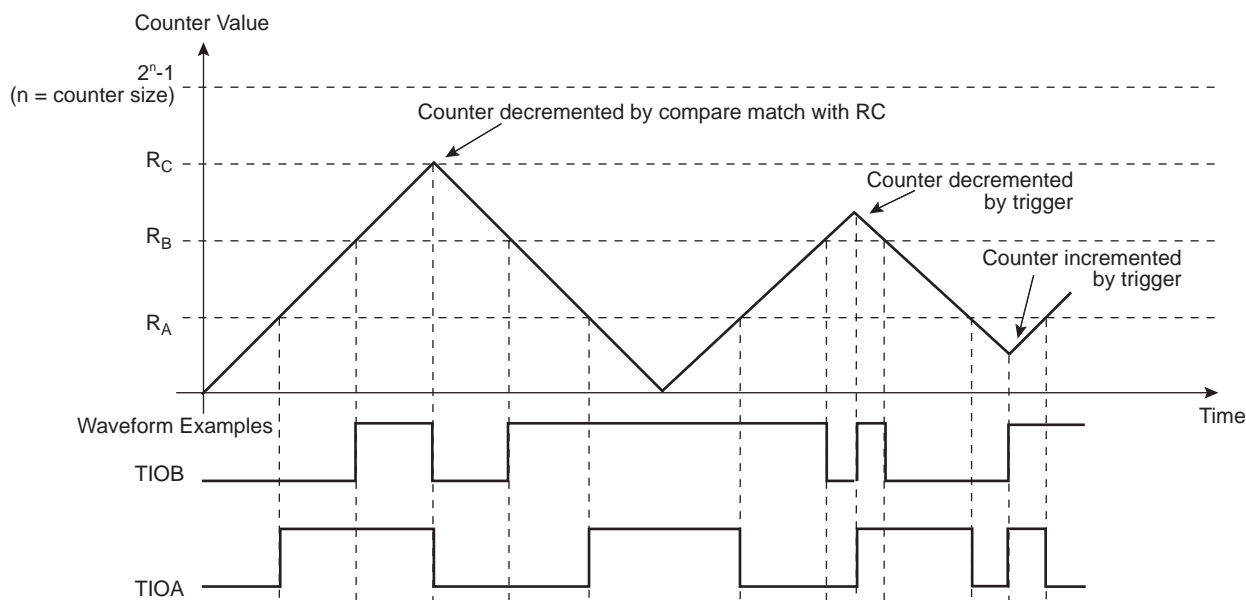 Counter Value
2ⁿ-1
(n = counter size)
Counter decremented by compare match with RC
R_C
Counter decremented
by trigger
R_B
Counter incremented
by trigger
R_A
Time
Waveform Examples
TIOB
TIOA